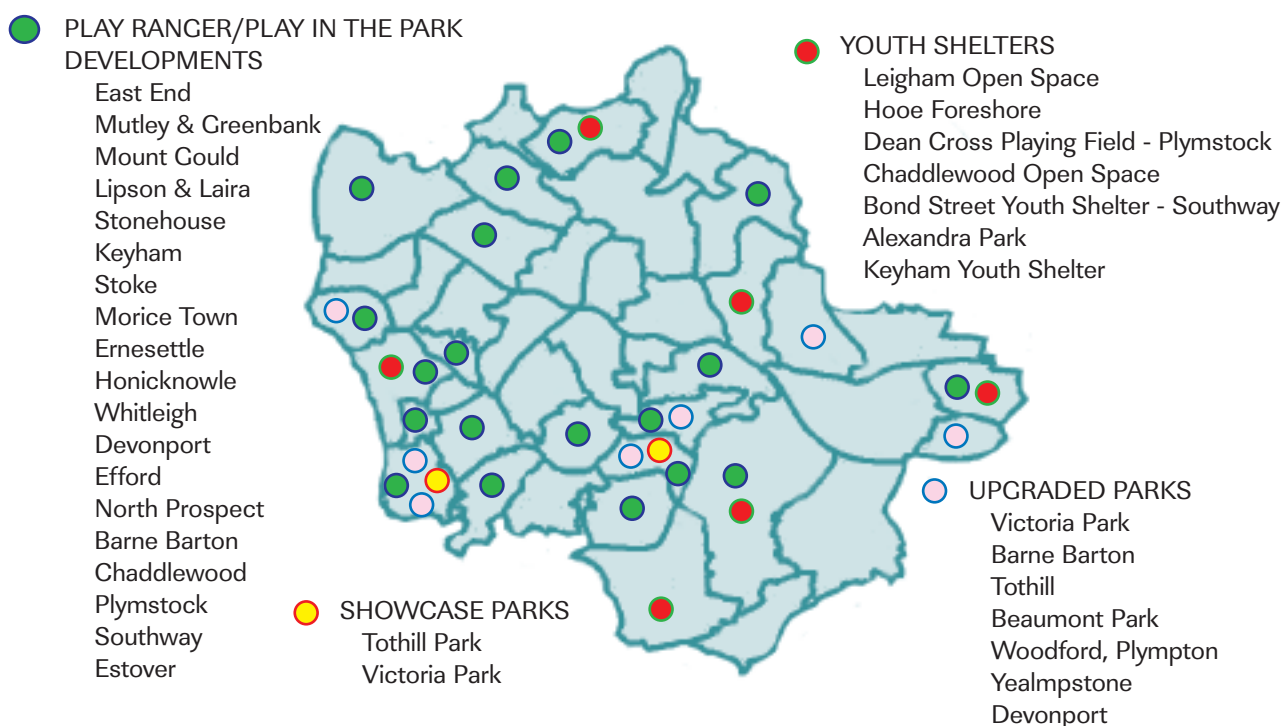 PLAY RANGER/PLAY IN THE PARK
DEVELOPMENTS
East End
Mutley & Greenbank
Mount Gould
Lipson & Laira
Stonehouse
Keyham
Stoke
Morice Town
Ernesettle
Honicknowle
Whitleigh
Devonport
Efford
North Prospect
Barne Barton
Chaddlewood
Plymstock
Southway
Estover
SHOWCASE PARKS
Tothill Park
Victoria Park
YOUTH SHELTERS
Leigham Open Space
Hooe Foreshore
Dean Cross Playing Field - Plymstock
Chaddlewood Open Space
Bond Street Youth Shelter - Southway
Alexandra Park
Keyham Youth Shelter
UPGRADED PARKS
Victoria Park
Barne Barton
Tothill
Beaumont Park
Woodford, Plympton
Yealmpstone
Devonport